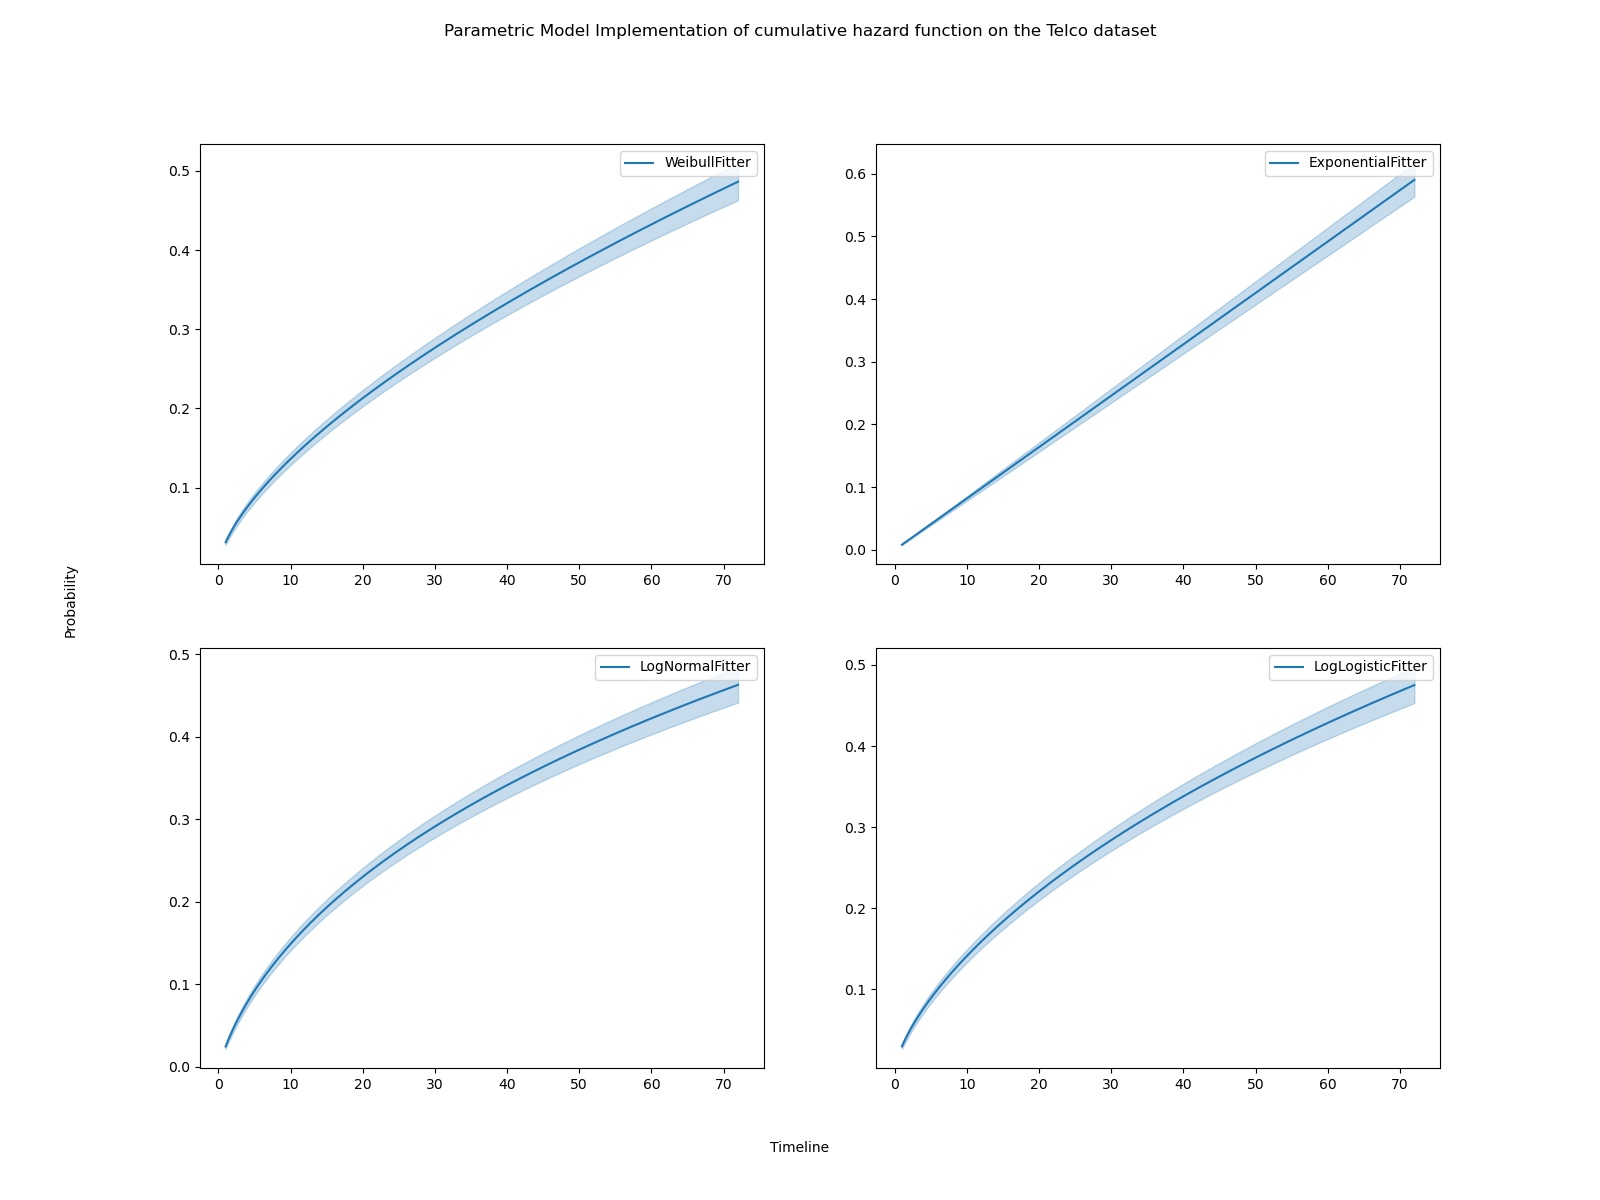 Parametric Model Implementation of cumulative hazard function on the Telco dataset
WeibullFitter
0.5
0.4
0.3
0.2
0.1
0 10 20 30 40 50 60 70
ExponentialFitter
0.6
0.5
0.4
0.3
0.2
0.1
0.0
0 10 20 30 40 50 60 70
Probability
LogNormalFitter
0.5
0.4
0.3
0.2
0.1
0.0
0 10 20 30 40 50 60 70
LogLogisticFitter
0.5
0.4
0.3
0.2
0.1
0 10 20 30 40 50 60 70
Timeline